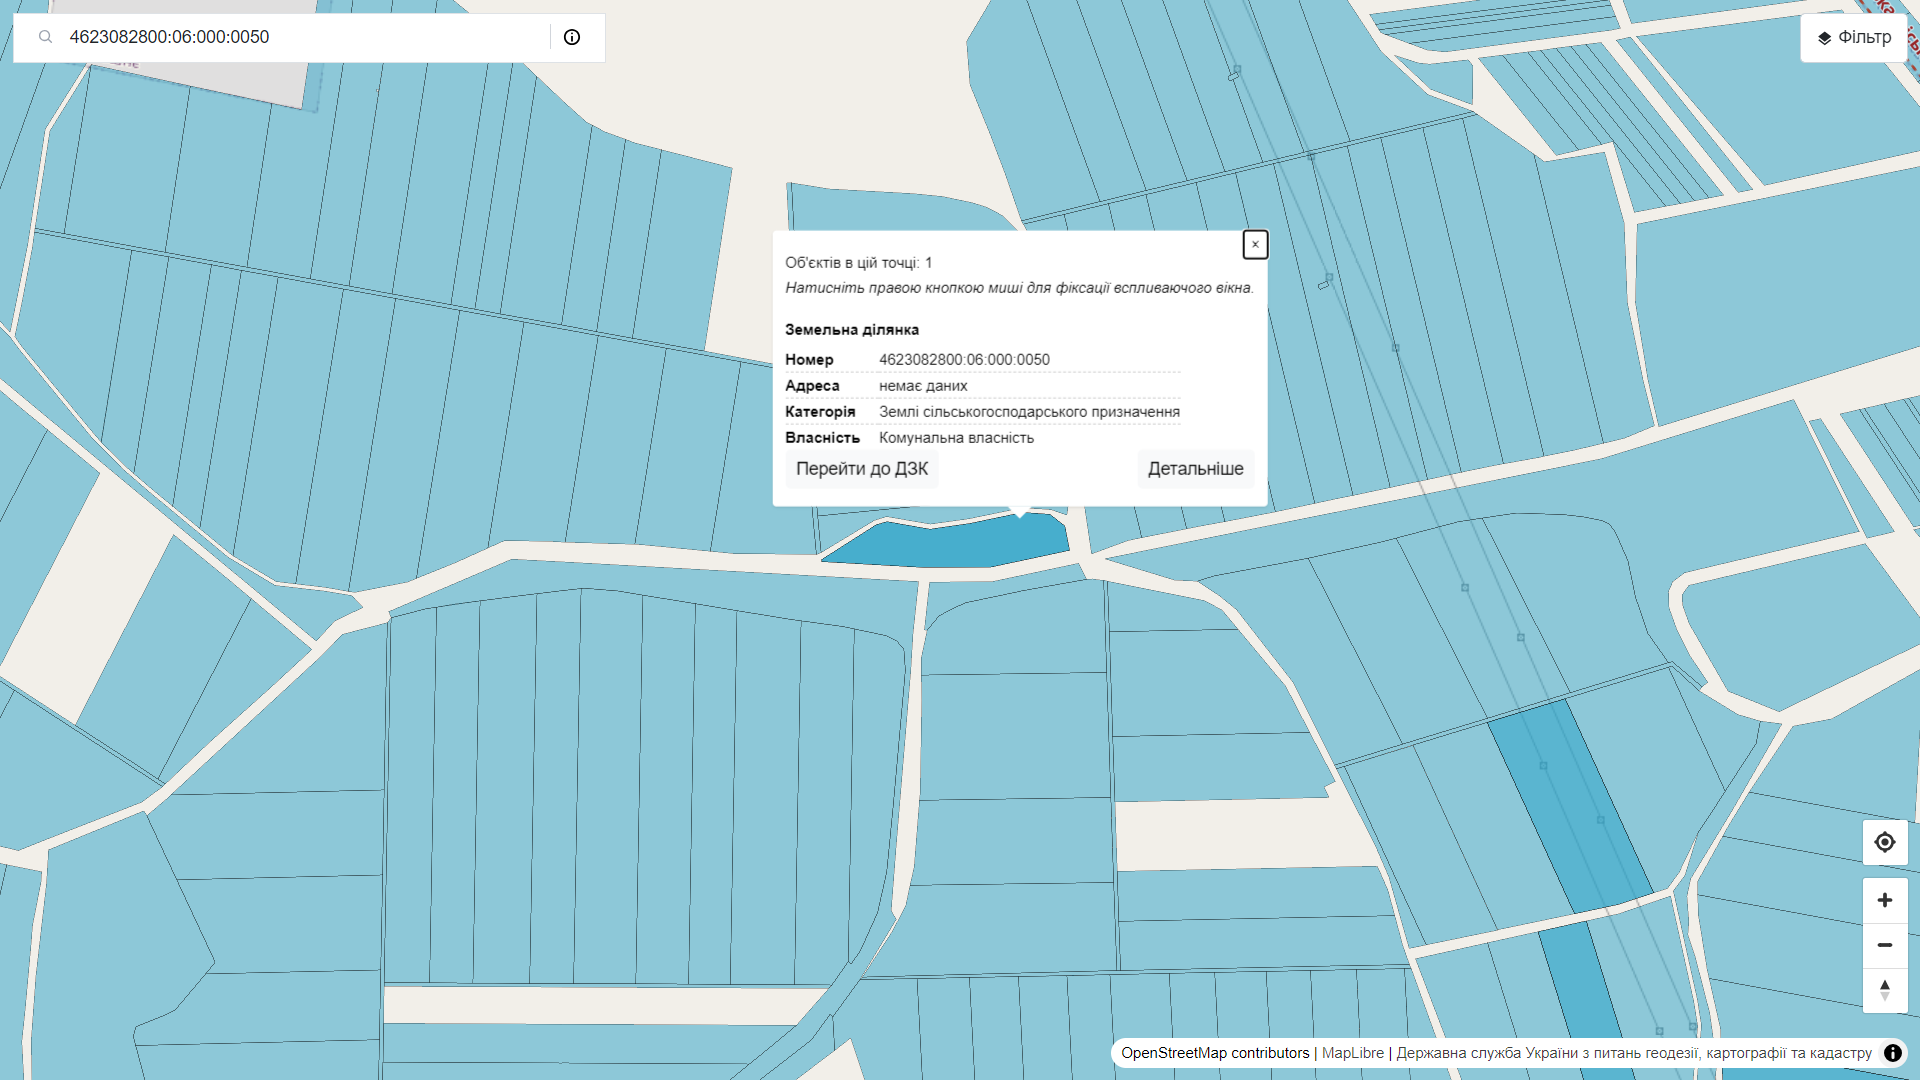 4623082800:06:000:0050
Фільтр
Об'єктів в цій точці: 1
Натисніть правою кнопкою миші для фіксації вспливаючого вікна.
×
Земельна ділянка
Номер 4623082800:06:000:0050
Адреса немає даних
Категорія Землі сільськогосподарського призначення
Власність Комунальна власність
Перейти до ДЗК Детальніше
OpenStreetMap contributors | MapLibre | Державна служба України з питань геодезії, картографії та кадастру